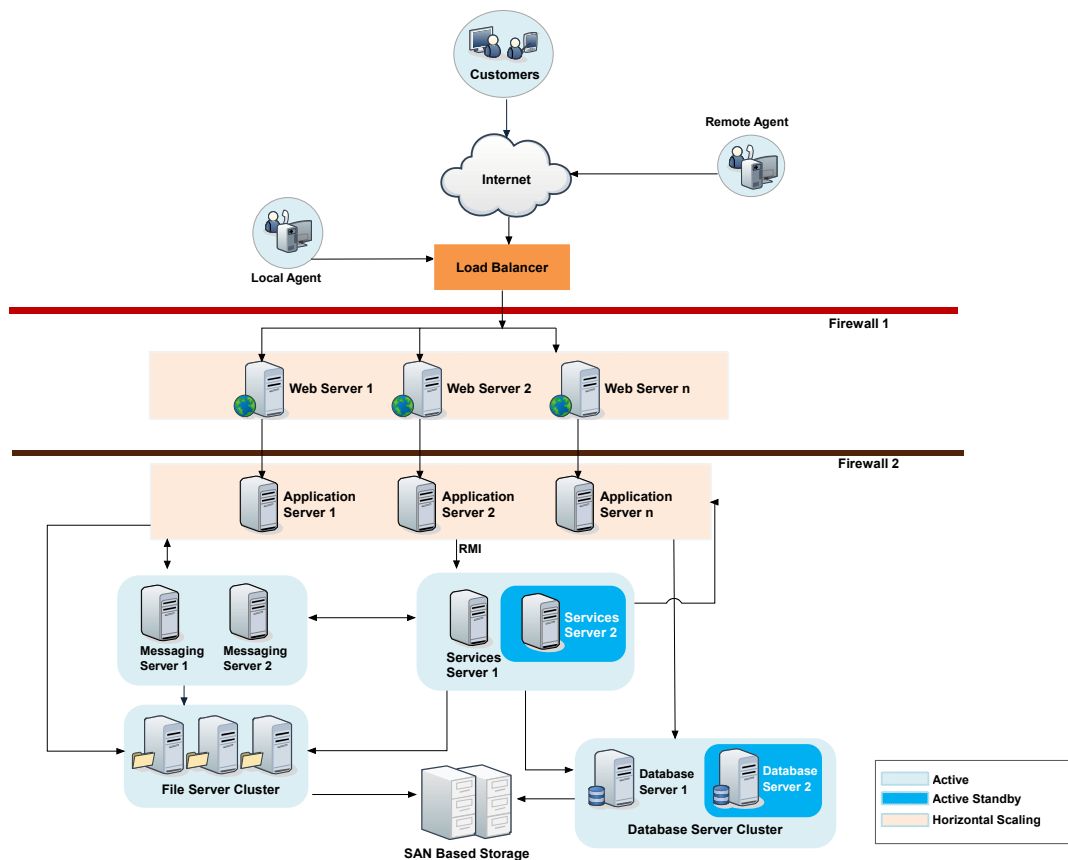 Customers
Remote Agent
Internet
Local Agent
Load Balancer
Firewall 1
Web Server 1
Web Server 2
Web Server n
Firewall 2
Application
Server 1
Application
Server 2
Application
Server n
RMI
Messaging
Server 1
Messaging
Server 2
Services
Server 1
Services
Server 2
File Server Cluster
Database
Server 1
Database
Server 2
Database Server Cluster
SAN Based Storage
Active
Active Standby
Horizontal Scaling